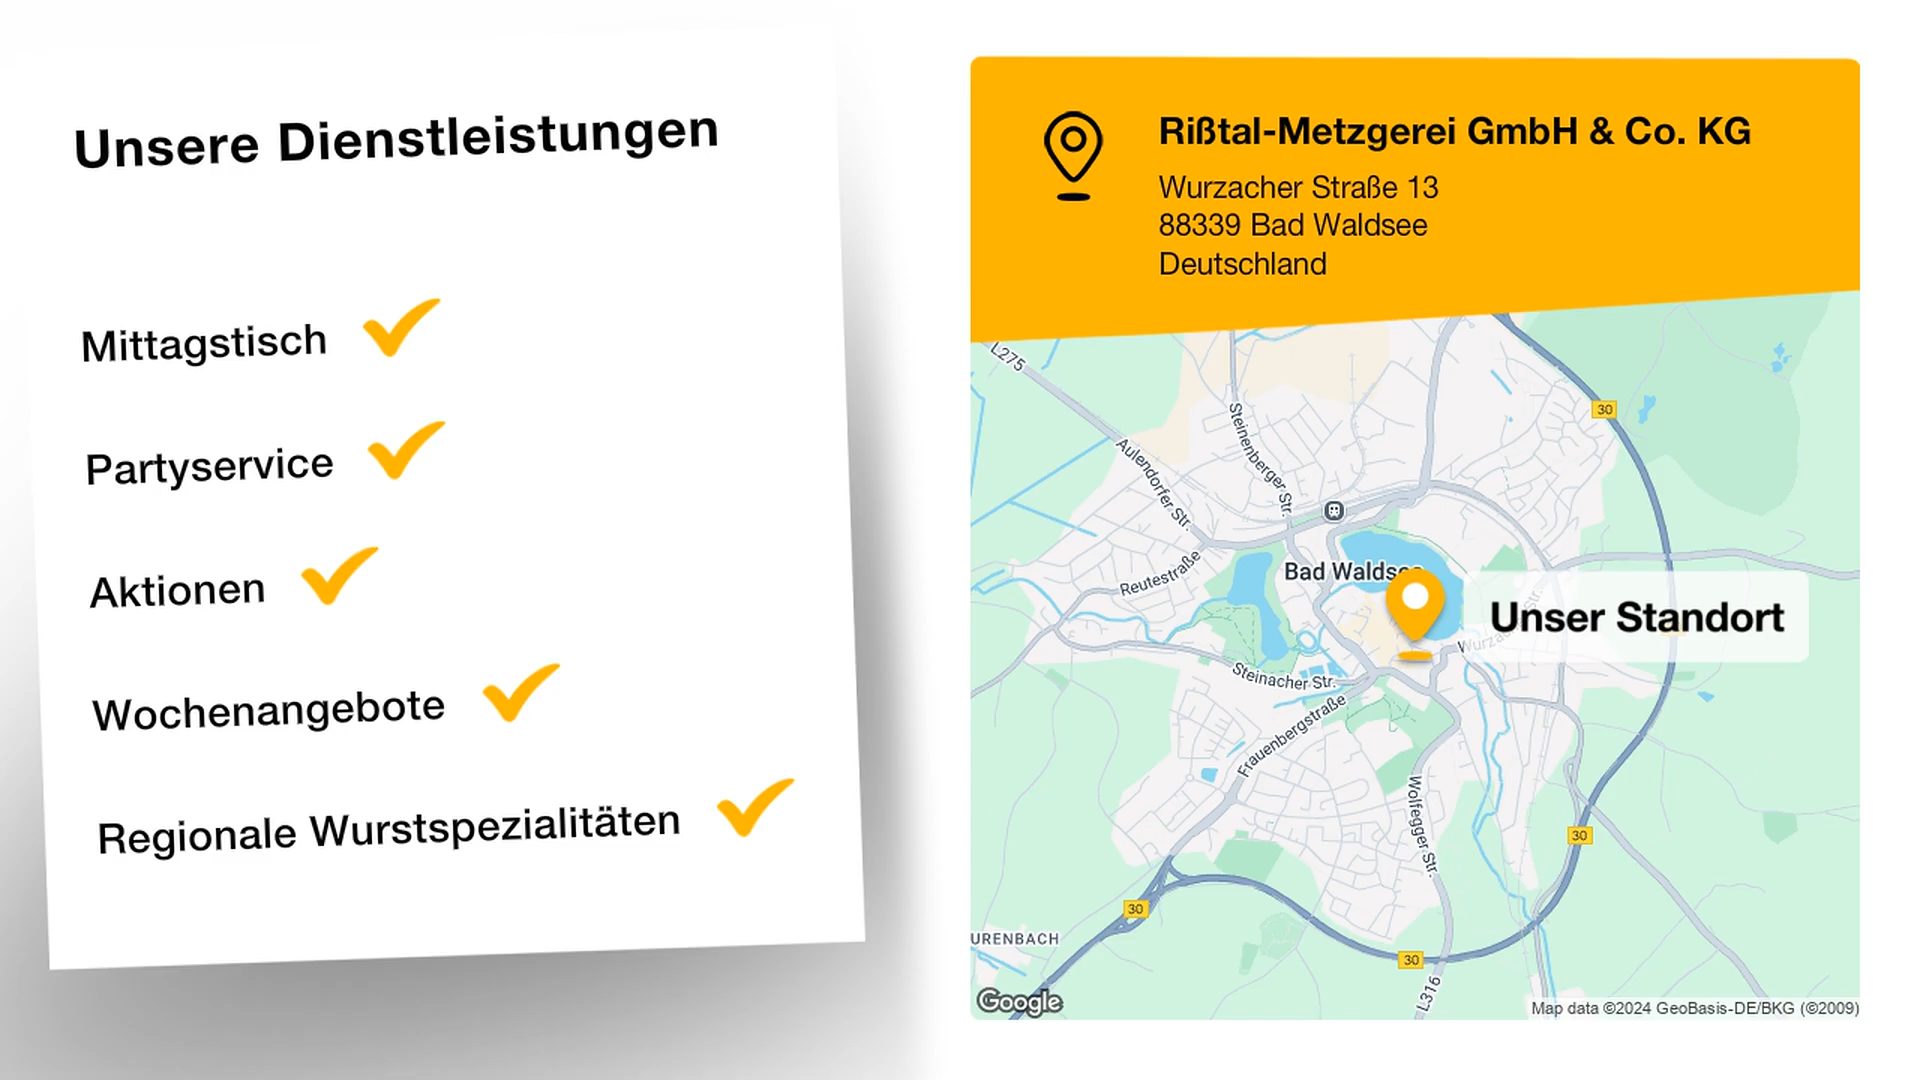 Unsere Dienstleistungen
Mittagstisch
Partyservice
Aktionen
Wochenangebote
Regionale Wurstspezialitäten
Rißtal-Metzgerei GmbH & Co. KG
Wurzacher Straße 13
88339 Bad Waldsee
Deutschland
L275
30
Steinenberger Str.
Aulendorfer Str.
Reutestraße
Bad Waldsee
Unser Standort
Steinacher Str.
Frauenbergstraße
Wolfegger Str.
30
30
30
URENBACH
L316
Google
Map data ©2024 GeoBasis-DE/BKG (©2009)